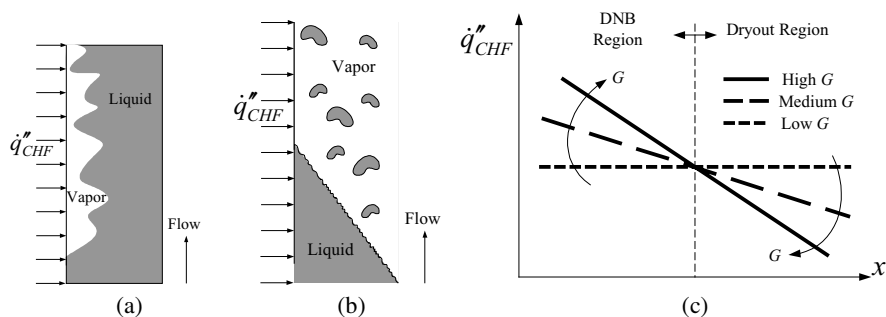 q̇″CHF
Liquid
Vapor
Flow
(a)
q̇″CHF
Vapor
Liquid
Flow
(b)
q̇″CHF
DNB
Region
Dryout Region
G
High G
Medium G
Low G
G
x
(c)